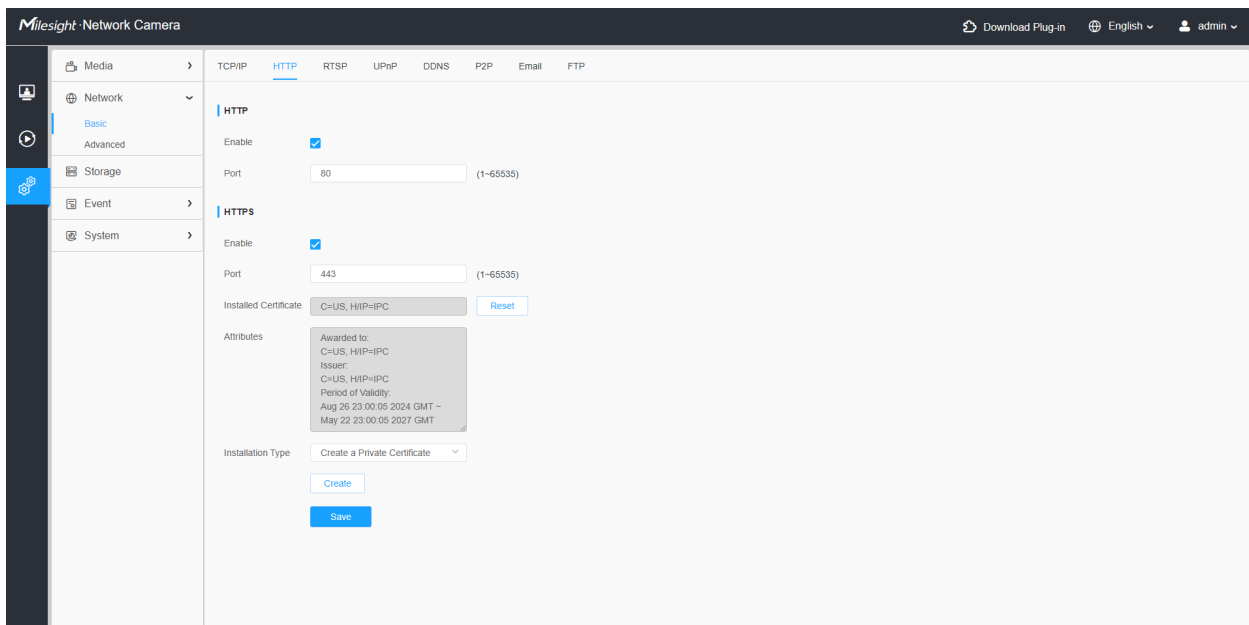 Milesight·Network Camera
Download Plug-in
English
admin
Media
Network
Basic
Advanced
Storage
Event
System
TCP/IP HTTP RTSP UPnP DDNS P2P Email FTP
HTTP
Enable
Port 80 (1~65535)
HTTPS
Enable
Port 443 (1~65535)
Installed Certificate C=US, H/IP=IPC Reset
Attributes
Awarded to:
C=US, H/IP=IPC
Issuer:
C=US, H/IP=IPC
Period of Validity:
Aug 26 23:00:05 2024 GMT ~
May 22 23:00:05 2027 GMT
Installation Type Create a Private Certificate
Create
Save